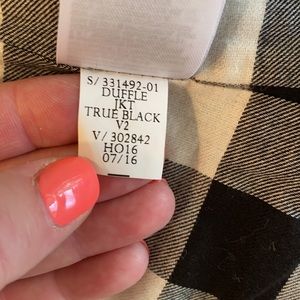 S/ 331492-01
DUFFLE
JKT
TRUE BLACK
V2
V/ 302842
HO16
07/16